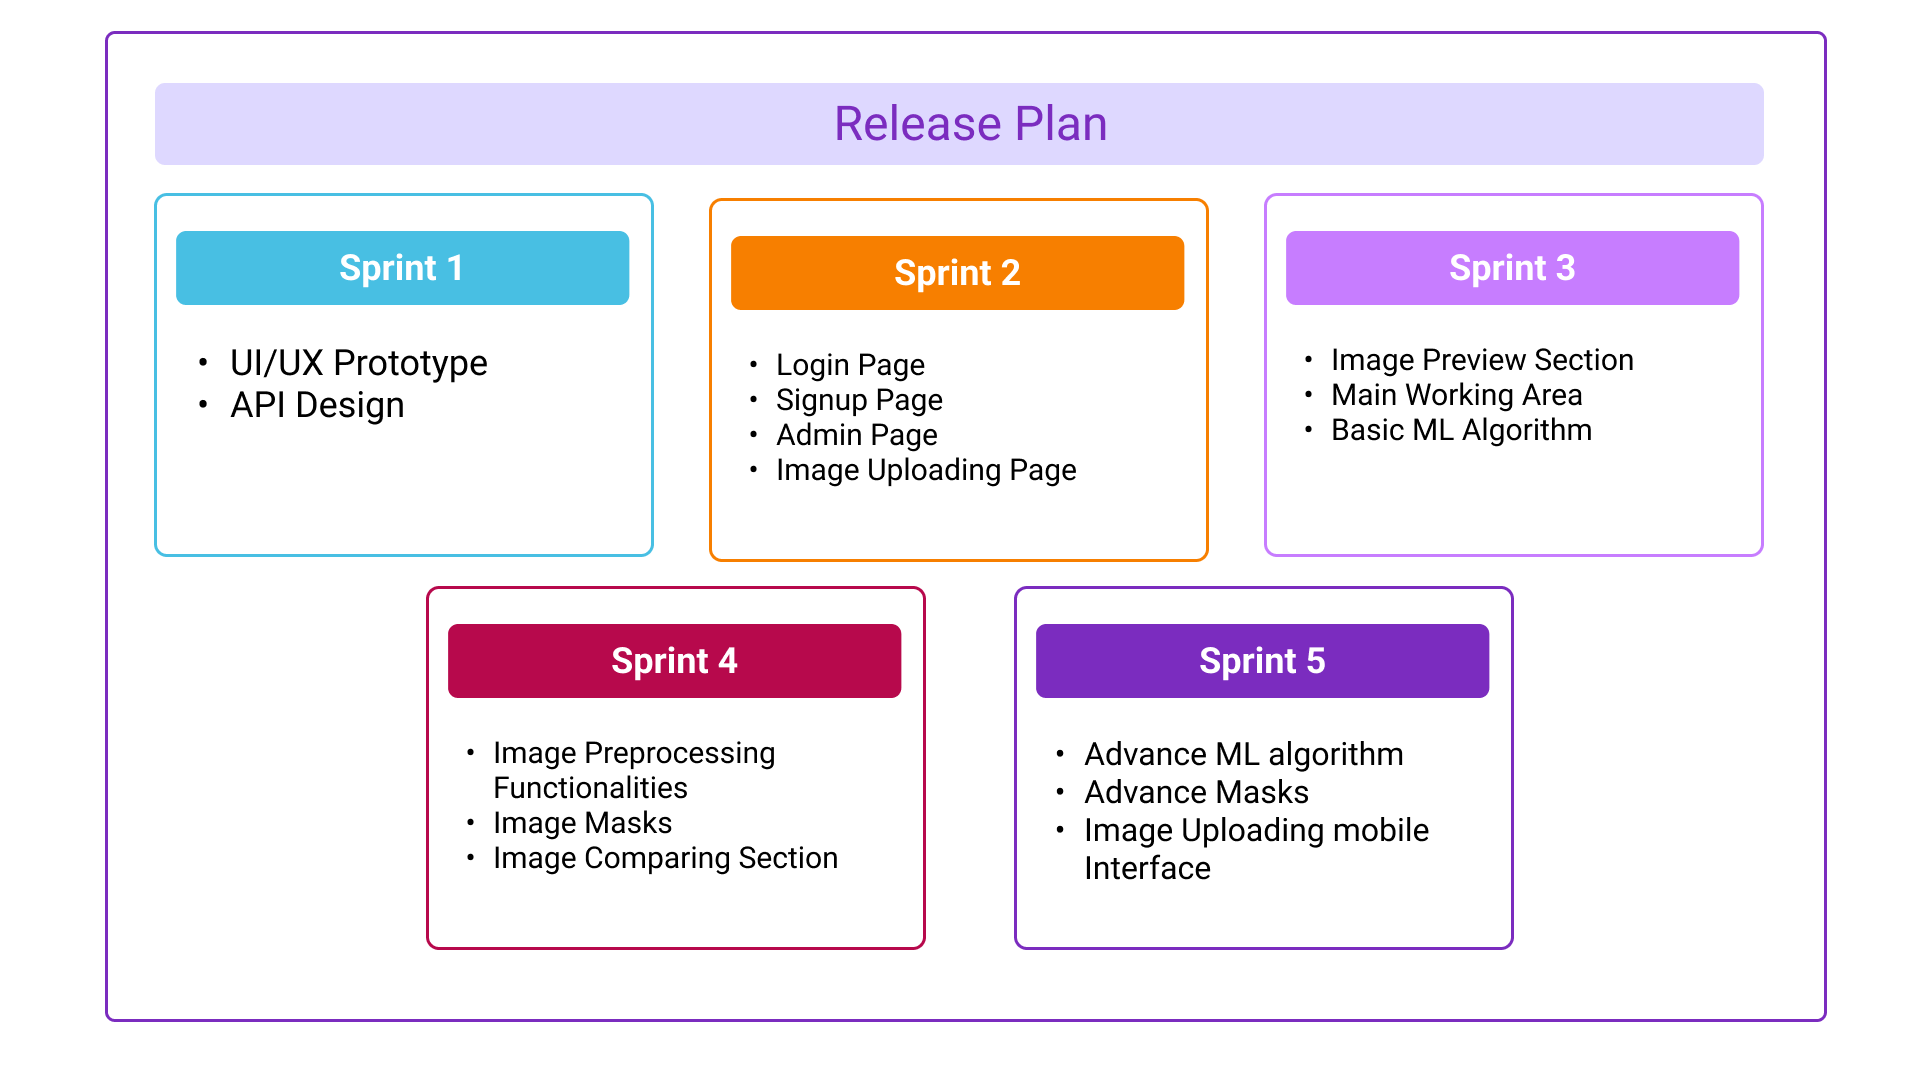 Release Plan
Sprint 1
• UI/UX Prototype
• API Design
Sprint 2
• Login Page
• Signup Page
• Admin Page
• Image Uploading Page
Sprint 3
• Image Preview Section
• Main Working Area
• Basic ML Algorithm
Sprint 4
• Image Preprocessing
Functionalities
• Image Masks
• Image Comparing Section
Sprint 5
• Advance ML algorithm
• Advance Masks
• Image Uploading mobile
Interface